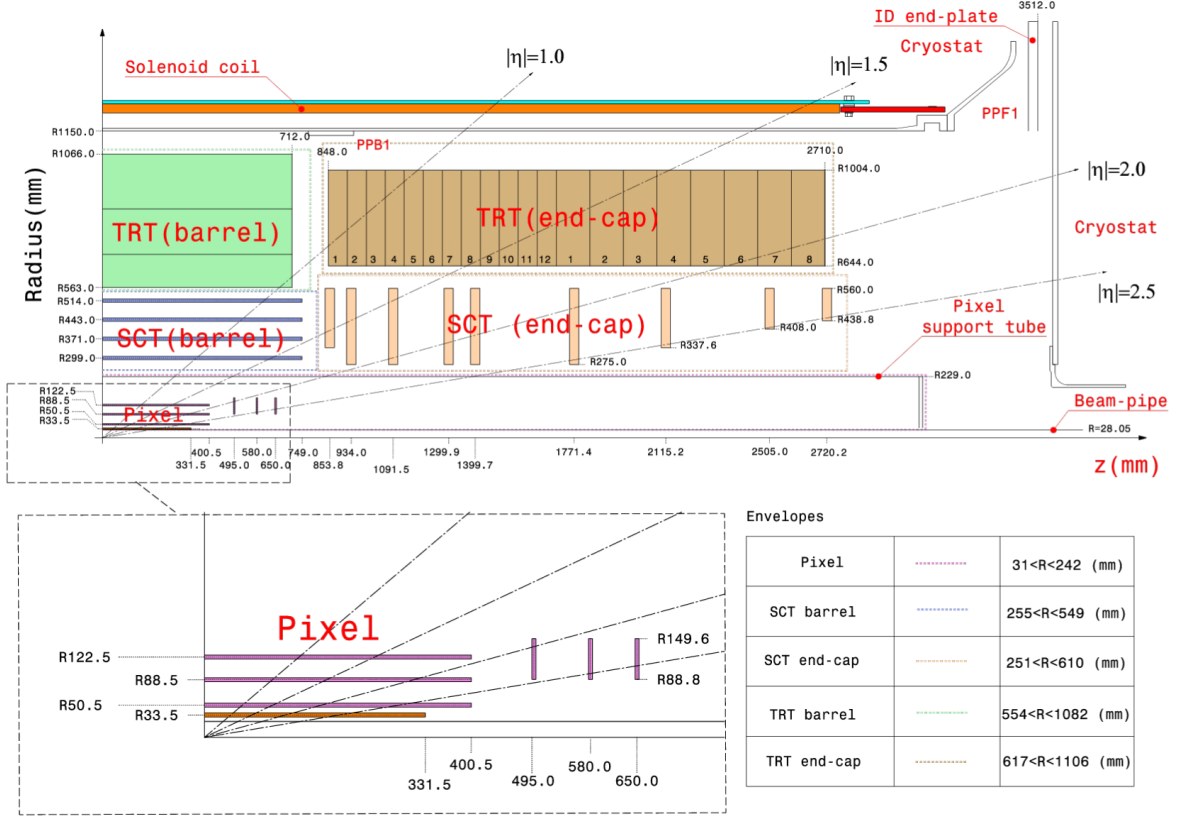 3512.0
ID end-plate
Cryostat
|η|=1.0
|η|=1.5
Solenoid coil
PPF1
R1150.0
712.0
PPB1
R1066.0
848.0
2710.0
R1004.0
|η|=2.0
TRT(barrel)
TRT(end-cap)
Cryostat
Radius(mm)
1 2 3 4 5 6 7 8 9 10 11 12 1 2 3 4 5 6 7 8
R644.0
R563.0
R560.0
R514.0
|η|=2.5
R443.0
R438.8
Pixel
support tube
SCT(barrel)
SCT (end-cap)
R408.0
R371.0
R337.6
R299.0
R275.0
R229.0
R122.5
R88.5
R50.5
R33.5
Pixel
Beam-pipe
R=28.05
400.5 580.0 749.0 934.0 1299.9 1771.4 2115.2 2505.0 2720.2
331.5 495.0 650.0 853.8 1091.5 1399.7
z(mm)
Envelopes
Pixel 31<R<242 (mm)
SCT barrel 255<R<549 (mm)
SCT end-cap 251<R<610 (mm)
TRT barrel 554<R<1082 (mm)
TRT end-cap 617<R<1106 (mm)
Pixel
R149.6
R122.5
R88.5
R88.8
R50.5
R33.5
400.5 580.0
331.5 495.0 650.0